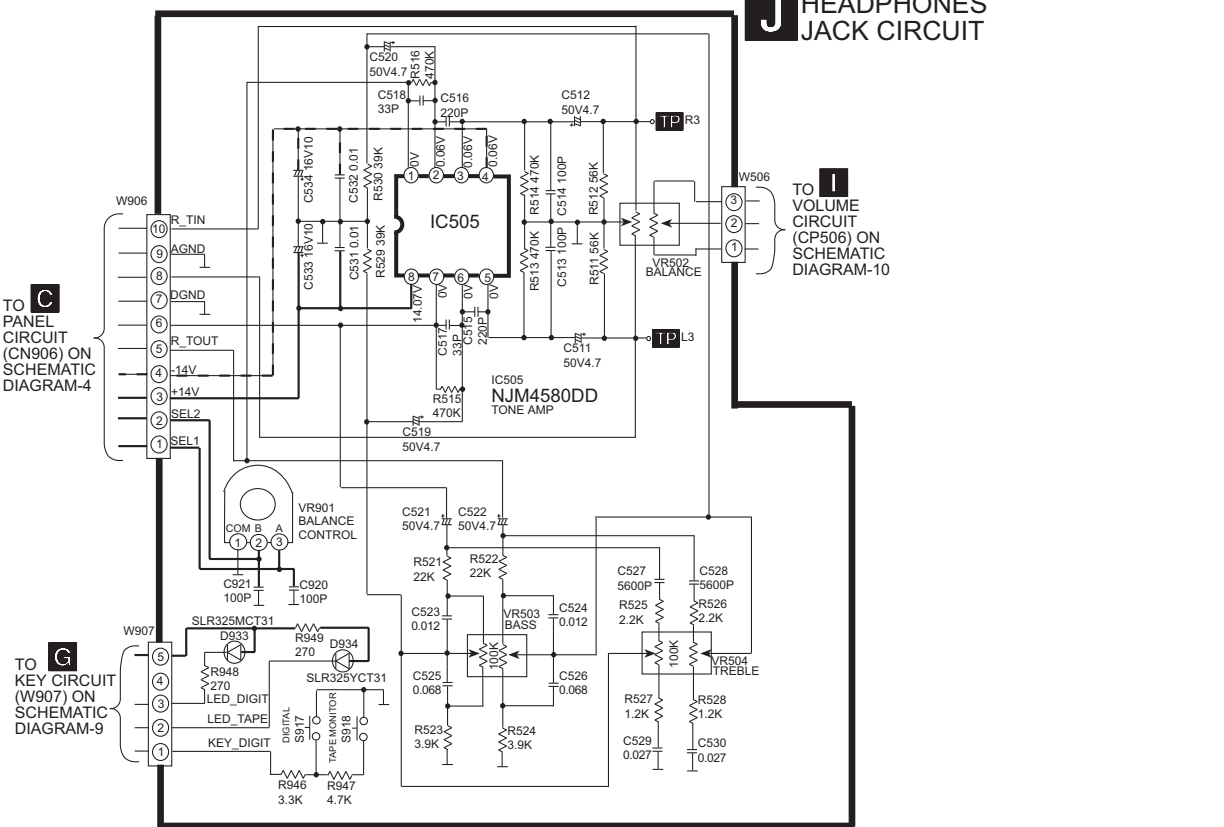 J HEADPHONES
JACK CIRCUIT
C520
50V4.7
R516
470K
C518
33P
C516
220P
C512
50V4.7
TP R3
C534 16V10
C532 0.01
R530 39K
0V
0.06V
0.06V
0.06V
1
2
3
4
R514 470K
C514 100P
R512 56K
W506
3
2
1
TO I
VOLUME
CIRCUIT
(CP506) ON
SCHEMATIC
DIAGRAM-10
W906
10 R_TIN
9 AGND
8
7 DGND
6
5 R_TOUT
4 -14V
3 +14V
2 SEL2
1 SEL1
TO C
PANEL
CIRCUIT
(CN906) ON
SCHEMATIC
DIAGRAM-4
IC505
C533 16V10
C531 0.01
R529 39K
8
7
6
5
14.07V
0V
0V
0V
R513 470K
C513 100P
R511 56K
VR502
BALANCE
C517
33P
C515
220P
TP L3
C511
50V4.7
R515
470K
IC505
NJM4580DD
TONE AMP
C519
50V4.7
VR901
BALANCE
CONTROL
COM B A
1 2 3
C921
100P
C920
100P
C521
50V4.7
C522
50V4.7
R521
22K
R522
22K
C527
5600P
C528
5600P
C523
0.012
VR503
BASS
C524
0.012
R525
2.2K
R526
2.2K
100K
100K
VR504
TREBLE
C525
0.068
C526
0.068
R523
3.9K
R524
3.9K
R527
1.2K
R528
1.2K
C529
0.027
C530
0.027
W907
5
4
3
2
1
TO G
KEY CIRCUIT
(W907) ON
SCHEMATIC
DIAGRAM-9
SLR325MCT31
D933
R949
270
D934
R948
270
SLR325YCT31
LED_DIGIT
LED_TAPE
KEY_DIGIT
DIGITAL
S917
TAPE MONITOR
S918
R946
3.3K
R947
4.7K